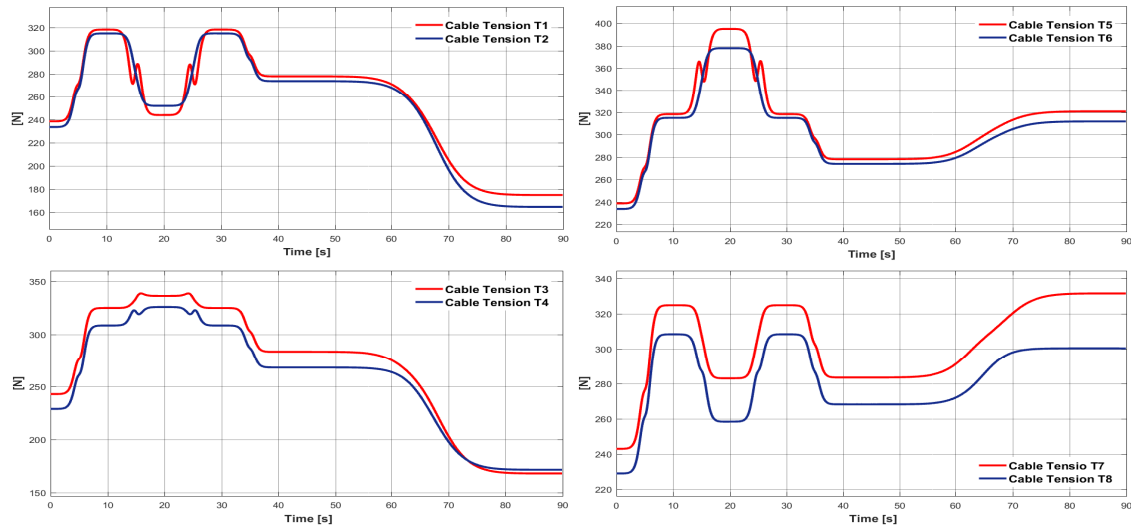 Cable Tension T1
Cable Tension T2
[N]
320
300
280
260
240
220
200
180
160
0 10 20 30 40 50 60 70 80 90
Time [s]
Cable Tension T5
Cable Tension T6
[N]
400
380
360
340
320
300
280
260
240
220
0 10 20 30 40 50 60 70 80 90
Time [s]
Cable Tension T3
Cable Tension T4
[N]
350
300
250
200
150
0 10 20 30 40 50 60 70 80 90
Time [s]
[N]
340
320
300
280
260
240
220
Cable Tensio T7
Cable Tension T8
0 10 20 30 40 50 60 70 80 90
Time [s]